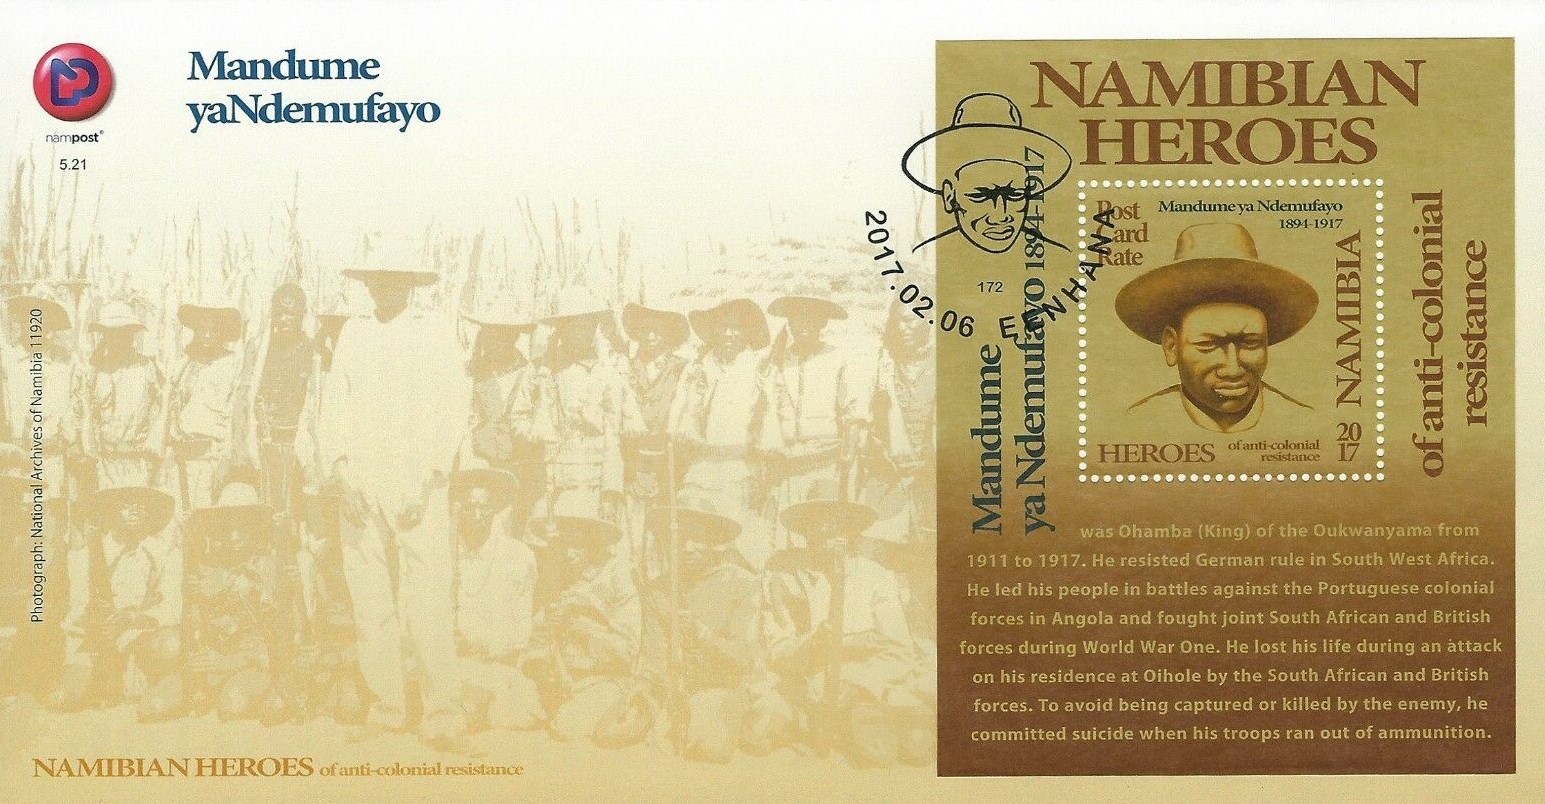 Mandume
yaNdemufayo
nampost®
5.21
Photograph: National Archives of Namibia 11920
NAMIBIAN HEROES of anti-colonial resistance
2017.02.06 EENHANA
172
NAMIBIAN
HEROES
of anti-colonial
resistance
Mandume
ya Ndemufayo 1894-1917
Post
Card
Rate
Mandume ya Ndemufayo
1894-1917
NAMIBIA
HEROES of anti-colonial
resistance
20
17
was Ohamba (King) of the Oukwanyama from
1911 to 1917. He resisted German rule in South West Africa.
He led his people in battles against the Portuguese colonial
forces in Angola and fought joint South African and British
forces during World War One. He lost his life during an attack
on his residence at Oihole by the South African and British
forces. To avoid being captured or killed by the enemy, he
committed suicide when his troops ran out of ammunition.